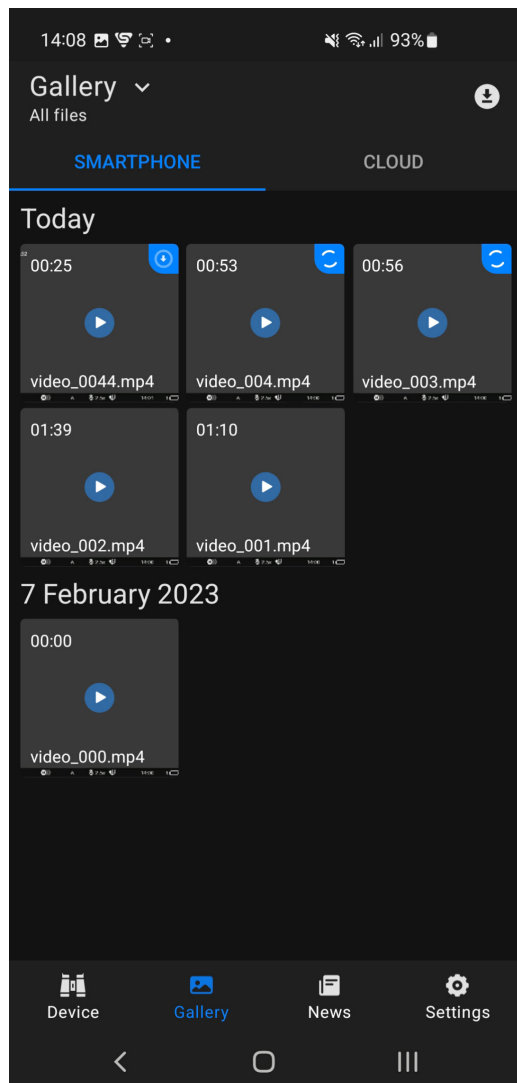 14:08 93%
Gallery
All files
SMARTPHONE CLOUD
Today
00:25 00:53 00:56
video_0044.mp4 video_004.mp4 video_003.mp4
01:39 01:10
video_002.mp4 video_001.mp4
7 February 2023
00:00
video_000.mp4
Device Gallery News Settings